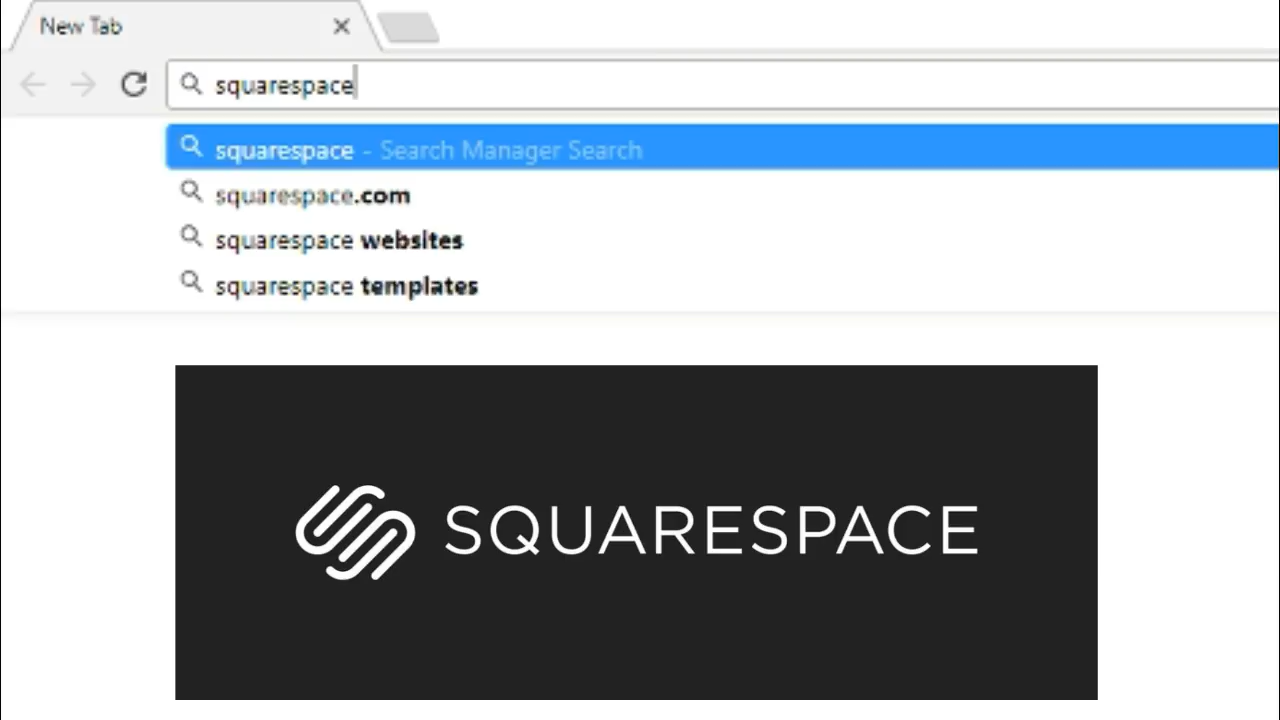 New Tab
squarespace
squarespace - Search Manager Search
squarespace.com
squarespace websites
squarespace templates
SQUARESPACE